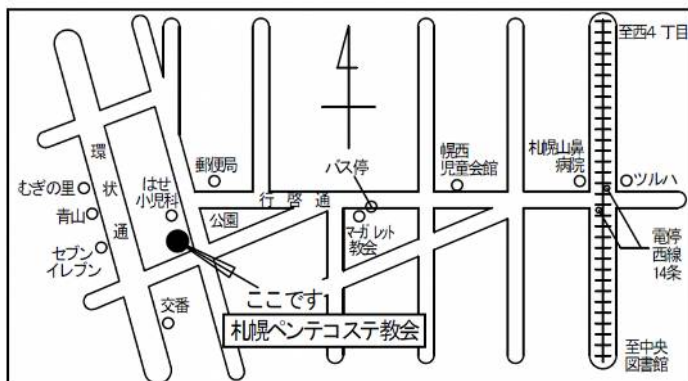 至西4丁目
環状通
郵便局
バス停
幌西
児童会館
札幌山鼻
病院
ツルハ
むぎの里
はせ
小児科
行啓通
青山
公園
マーガレット
教会
セブン
イレブン
電停
西線
14条
ここです
交番
札幌ペンテコステ教会
至中央
図書館